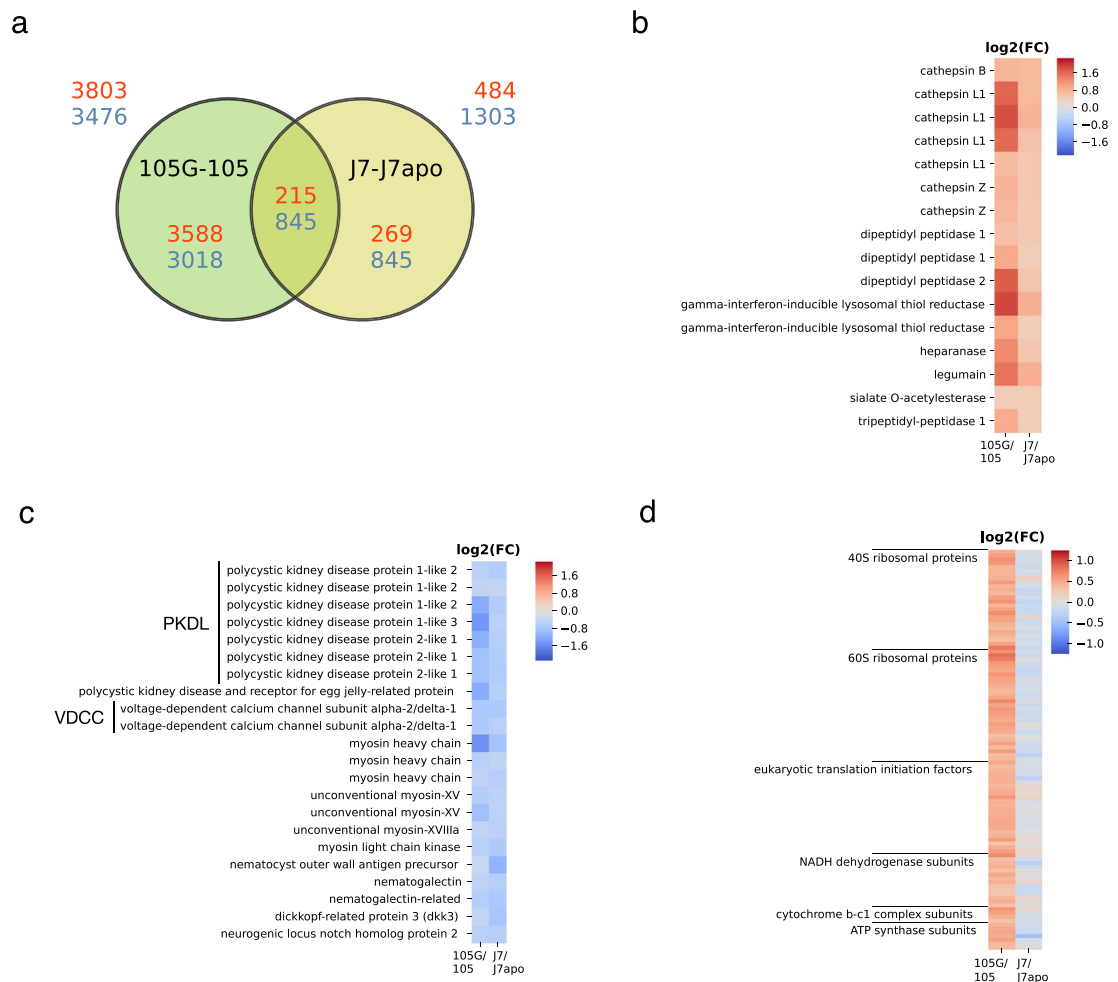 a
3803
3476
484
1303
105G-105
J7-J7apo
215
845
3588
3018
269
845
b
log2(FC)
cathepsin B
cathepsin L1
cathepsin L1
cathepsin L1
cathepsin L1
cathepsin Z
cathepsin Z
dipeptidyl peptidase 1
dipeptidyl peptidase 1
dipeptidyl peptidase 2
gamma-interferon-inducible lysosomal thiol reductase
gamma-interferon-inducible lysosomal thiol reductase
heparanase
legumain
sialate O-acetylesterase
tripeptidyl-peptidase 1
105G/
105
J7/
J7apo
1.6
0.8
0.0
−0.8
−1.6
c
log2(FC)
PKDL
polycystic kidney disease protein 1-like 2
polycystic kidney disease protein 1-like 2
polycystic kidney disease protein 1-like 2
polycystic kidney disease protein 1-like 3
polycystic kidney disease protein 2-like 1
polycystic kidney disease protein 2-like 1
polycystic kidney disease protein 2-like 1
polycystic kidney disease and receptor for egg jelly-related protein
VDCC
voltage-dependent calcium channel subunit alpha-2/delta-1
voltage-dependent calcium channel subunit alpha-2/delta-1
myosin heavy chain
myosin heavy chain
myosin heavy chain
unconventional myosin-XV
unconventional myosin-XV
unconventional myosin-XVIIIa
myosin light chain kinase
nematocyst outer wall antigen precursor
nematogalectin
nematogalectin-related
dickkopf-related protein 3 (dkk3)
neurogenic locus notch homolog protein 2
105G/
105
J7/
J7apo
1.6
0.8
0.0
−0.8
−1.6
d
log2(FC)
40S ribosomal proteins
60S ribosomal proteins
eukaryotic translation initiation factors
NADH dehydrogenase subunits
cytochrome b-c1 complex subunits
ATP synthase subunits
105G/
105
J7/
J7apo
1.0
0.5
0.0
−0.5
−1.0